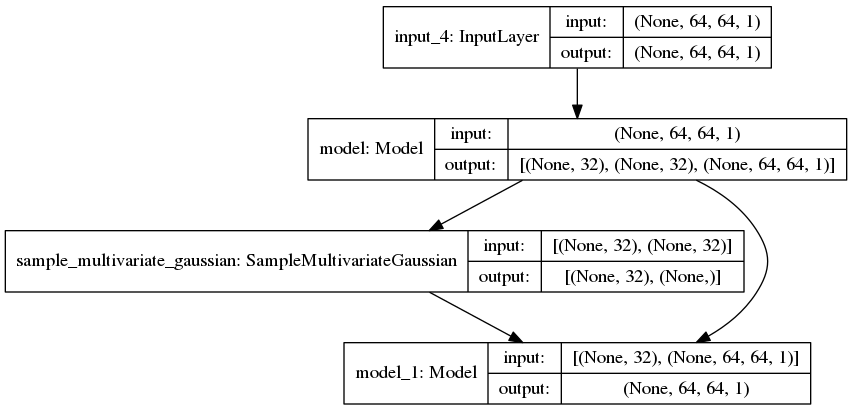 input_4: InputLayer
input: (None, 64, 64, 1)
output: (None, 64, 64, 1)
model: Model
input: (None, 64, 64, 1)
output: [(None, 32), (None, 32), (None, 64, 64, 1)]
sample_multivariate_gaussian: SampleMultivariateGaussian
input: [(None, 32), (None, 32)]
output: [(None, 32), (None,)]
model_1: Model
input: [(None, 32), (None, 64, 64, 1)]
output: (None, 64, 64, 1)